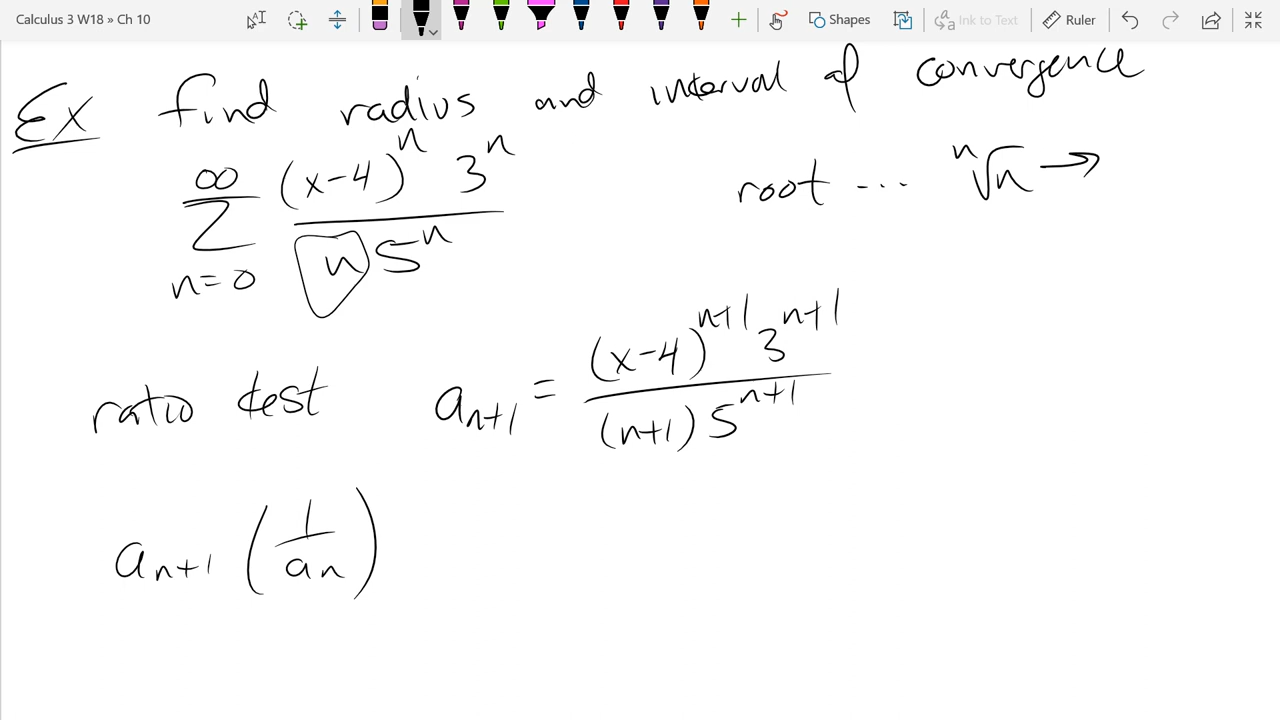 Calculus 3 W18 » Ch 10
Shapes
Ink to Text
Ruler
Ex find radius and interval of convergence
∞ (x-4)^n 3^n
Σ n 5^n
n=0
root ... ⁿ√n →
ratio test a_{n+1} = (x-4)^{n+1} 3^{n+1} / (n+1) 5^{n+1}
a_{n+1} (1/a_n)